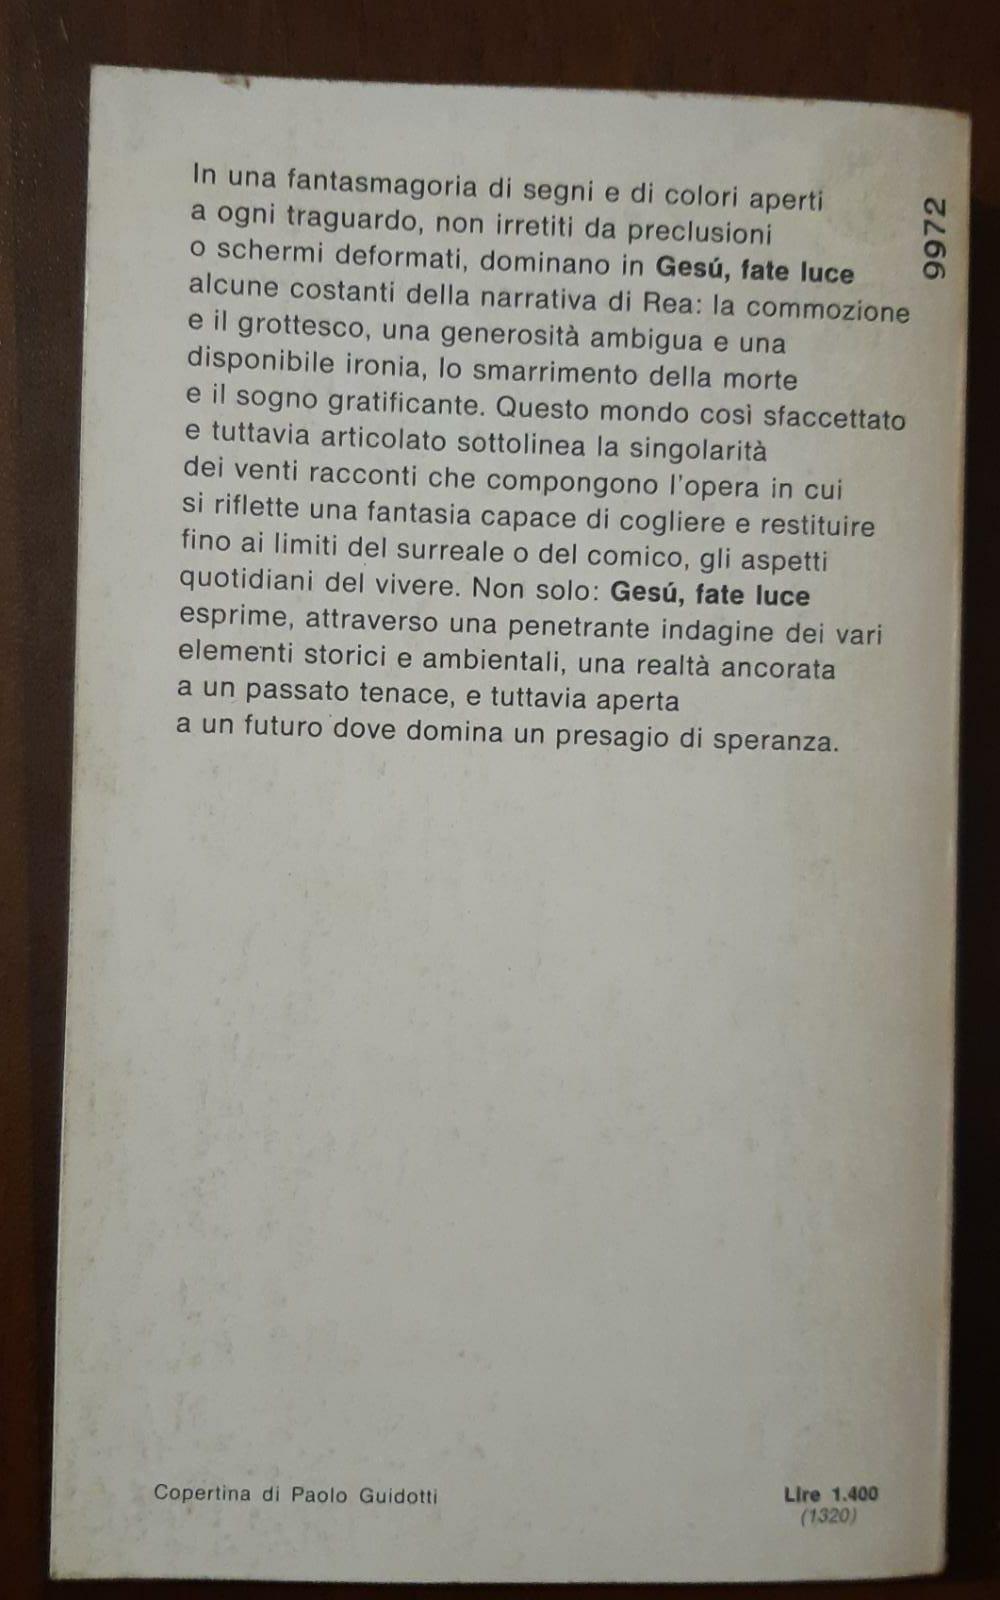 In una fantasmagoria di segni e di colori aperti
a ogni traguardo, non irretiti da preclusioni
o schermi deformati, dominano in Gesú, fate luce
alcune costanti della narrativa di Rea: la commozione
e il grottesco, una generosità ambigua e una
disponibile ironia, lo smarrimento della morte
e il sogno gratificante. Questo mondo così sfaccettato
e tuttavia articolato sottolinea la singolarità
dei venti racconti che compongono l'opera in cui
si riflette una fantasia capace di cogliere e restituire
fino ai limiti del surreale o del comico, gli aspetti
quotidiani del vivere. Non solo: Gesú, fate luce
esprime, attraverso una penetrante indagine dei vari
elementi storici e ambientali, una realtà ancorata
a un passato tenace, e tuttavia aperta
a un futuro dove domina un presagio di speranza.
9972
Copertina di Paolo Guidotti
Lire 1.400
(1320)